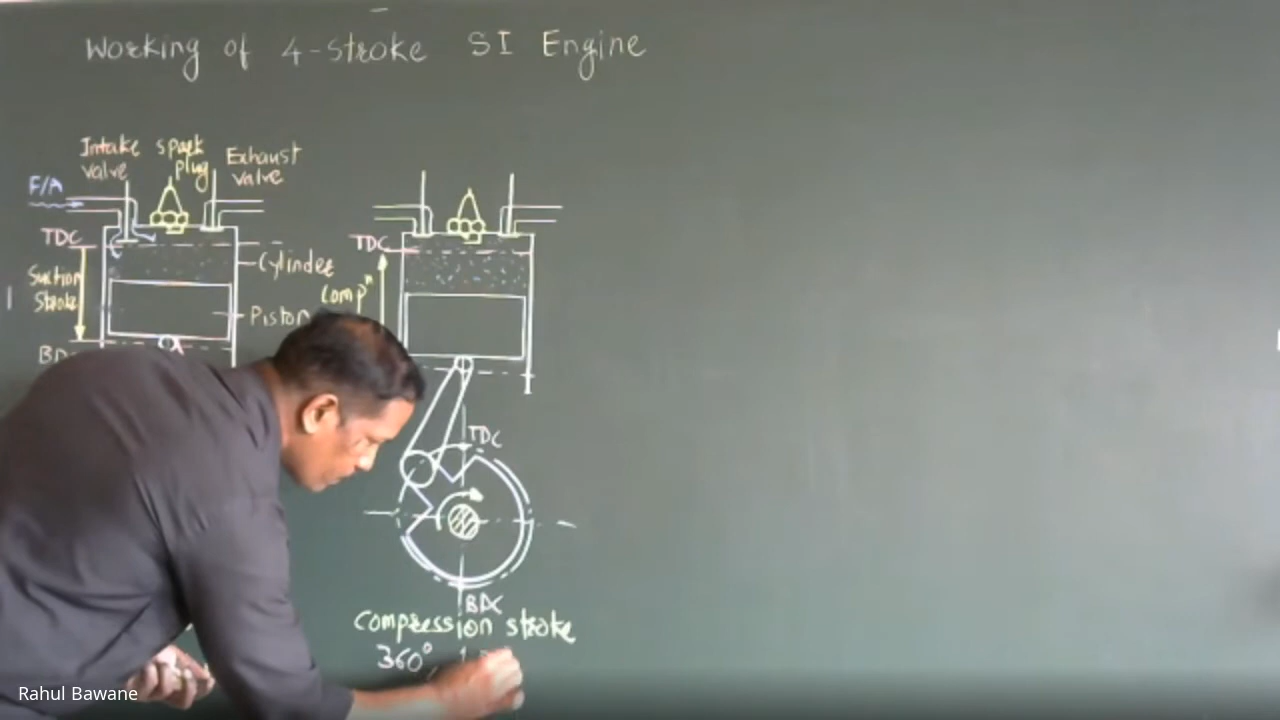 Working of 4-Stroke SI Engine
Intake valve
spark plug
Exhaust valve
F/A
TDC
Suction Stroke
Cylinder
Piston
TDC
Comp^n
TDC
BDC
compression stroke
360°,
Rahul Bawane